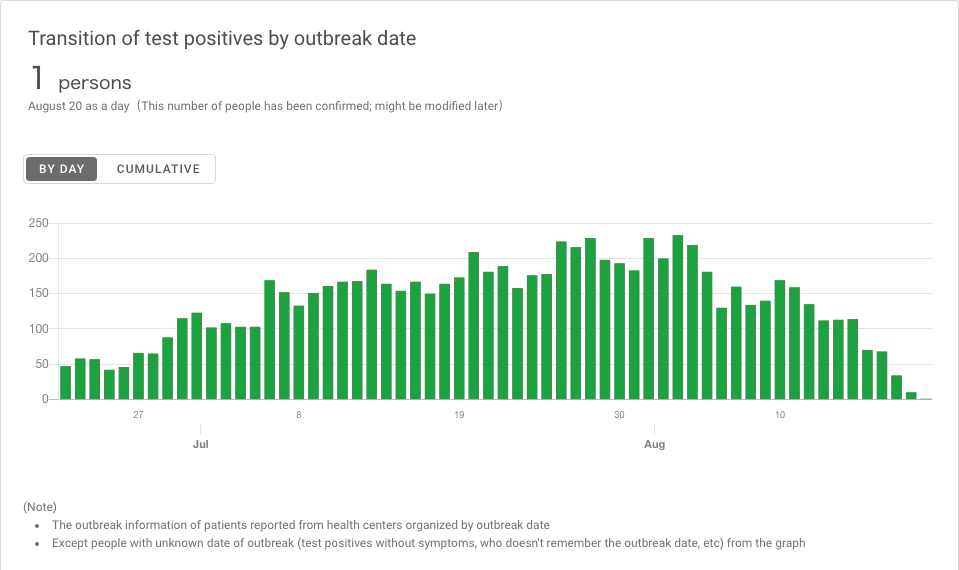 Transition of test positives by outbreak date
1 persons
August 20 as a day (This number of people has been confirmed; might be modified later)
BY DAY CUMULATIVE
250
200
150
100
50
0
27 8 19 30 10
Jul Aug
(Note)
• The outbreak information of patients reported from health centers organized by outbreak date
• Except people with unknown date of outbreak (test positives without symptoms, who doesn't remember the outbreak date, etc) from the graph